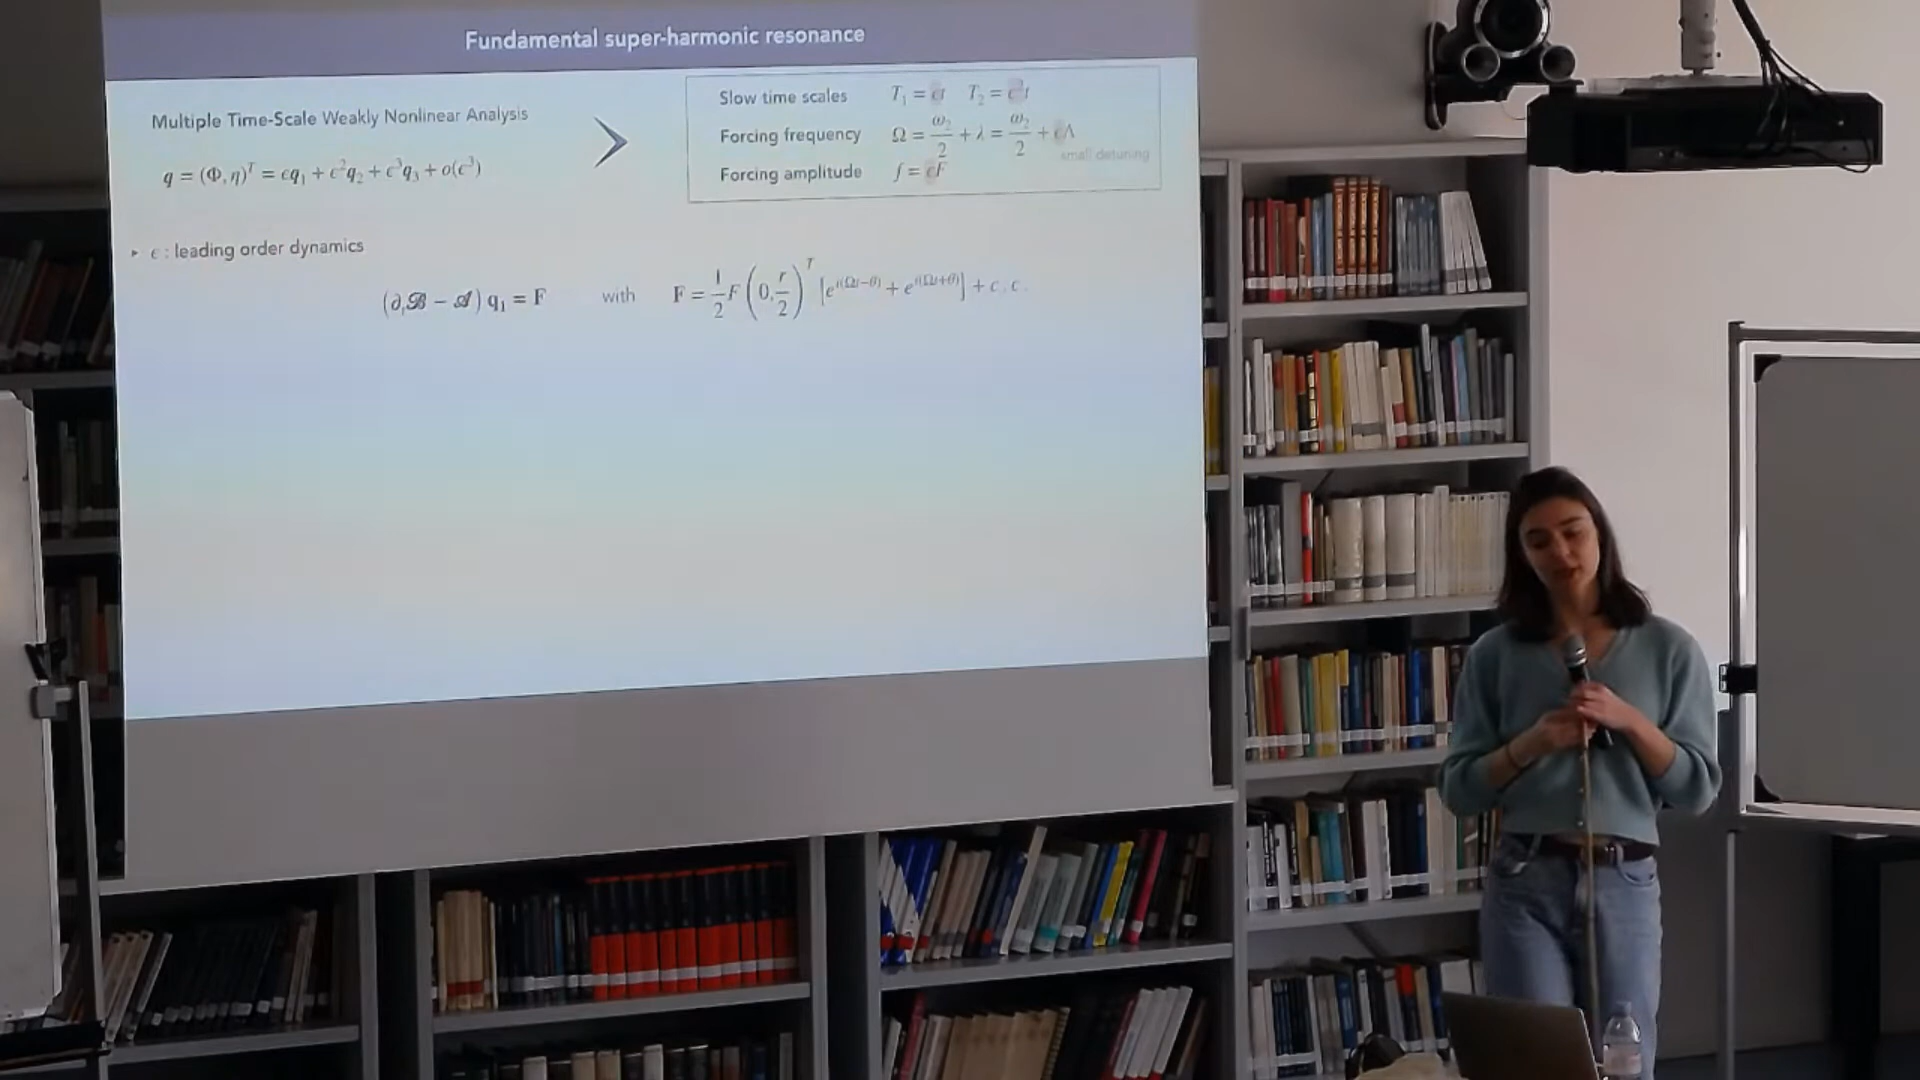 Fundamental super-harmonic resonance
Multiple Time-Scale Weakly Nonlinear Analysis
q = (Φ, η)ᵀ = ϵq₁ + ϵ²q₂ + ϵ³q₃ + o(ϵ³)
Slow time scales T₁ = ϵt T₂ = ϵ²t
Forcing frequency Ω = ω₂/2 + λ = ω₂/2 + ϵΛ
small detuning
Forcing amplitude f = ϵF
▸ ϵ : leading order dynamics
(∂ₜℬ − 𝒜) q₁ = F with F = 1/2 F (0, r/2)ᵀ [e^{i(Ωt−θ)} + e^{i(Ωt+θ)}] + c.c.